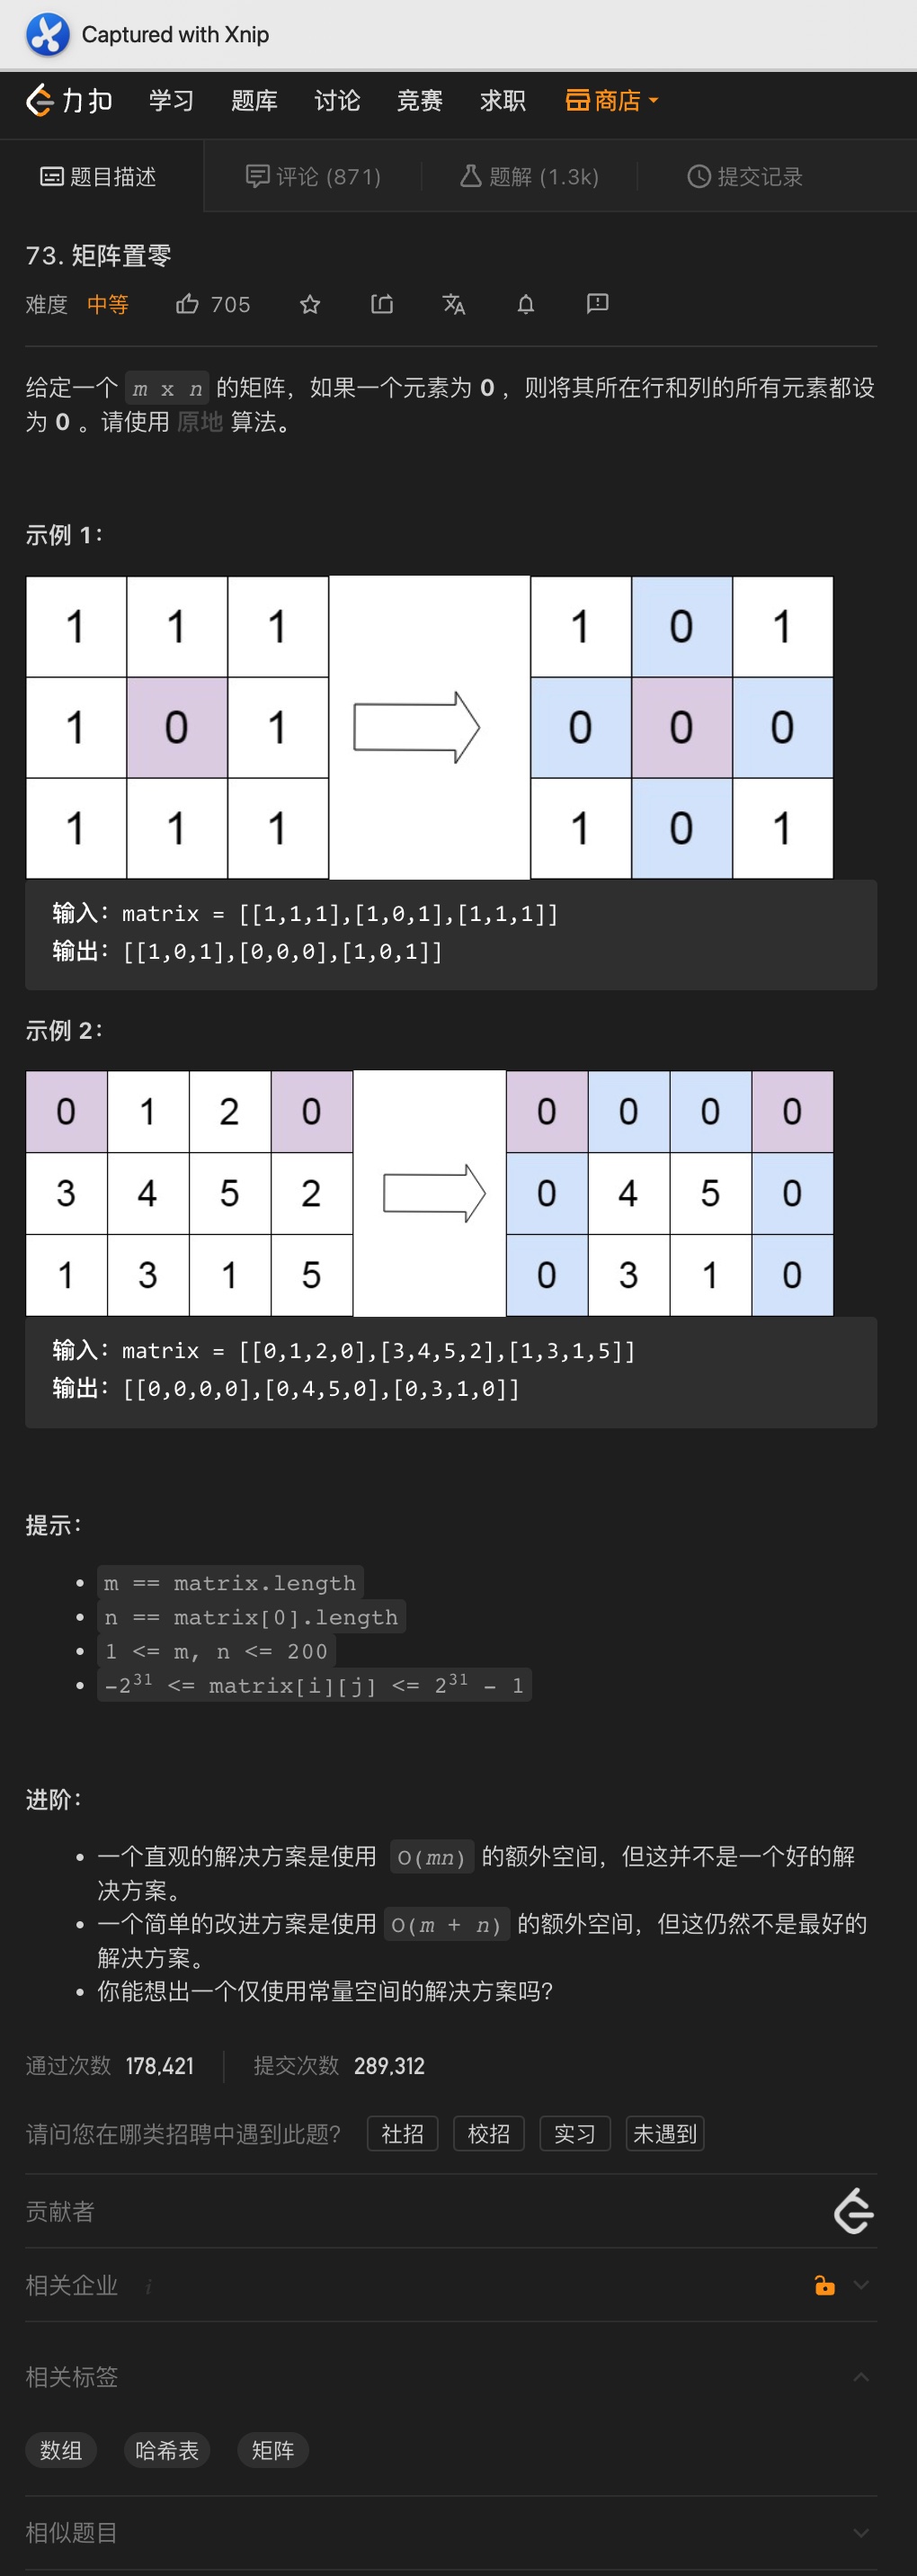 Captured with Xnip
力扣 学习 题库 讨论 竞赛 求职 商店
题目描述 评论 (871) 题解 (1.3k) 提交记录
73. 矩阵置零
难度 中等 705
给定一个 m x n 的矩阵，如果一个元素为 0 ，则将其所在行和列的所有元素都设
为 0 。请使用 原地 算法。
示例 1：
1 1 1 1 0 1
1 0 1 0 0 0
1 1 1 1 0 1
输入：matrix = [[1,1,1],[1,0,1],[1,1,1]]
输出：[[1,0,1],[0,0,0],[1,0,1]]
示例 2：
0 1 2 0 0 0 0 0
3 4 5 2 0 4 5 0
1 3 1 5 0 3 1 0
输入：matrix = [[0,1,2,0],[3,4,5,2],[1,3,1,5]]
输出：[[0,0,0,0],[0,4,5,0],[0,3,1,0]]
提示：
m == matrix.length
n == matrix[0].length
1 <= m, n <= 200
-2³¹ <= matrix[i][j] <= 2³¹ - 1
进阶：
一个直观的解决方案是使用 O(mn) 的额外空间，但这并不是一个好的解
决方案。
一个简单的改进方案是使用 O(m + n) 的额外空间，但这仍然不是最好的
解决方案。
你能想出一个仅使用常量空间的解决方案吗？
通过次数 178,421 提交次数 289,312
请问您在哪类招聘中遇到此题？ 社招 校招 实习 未遇到
贡献者
相关企业 i
相关标签
数组 哈希表 矩阵
相似题目